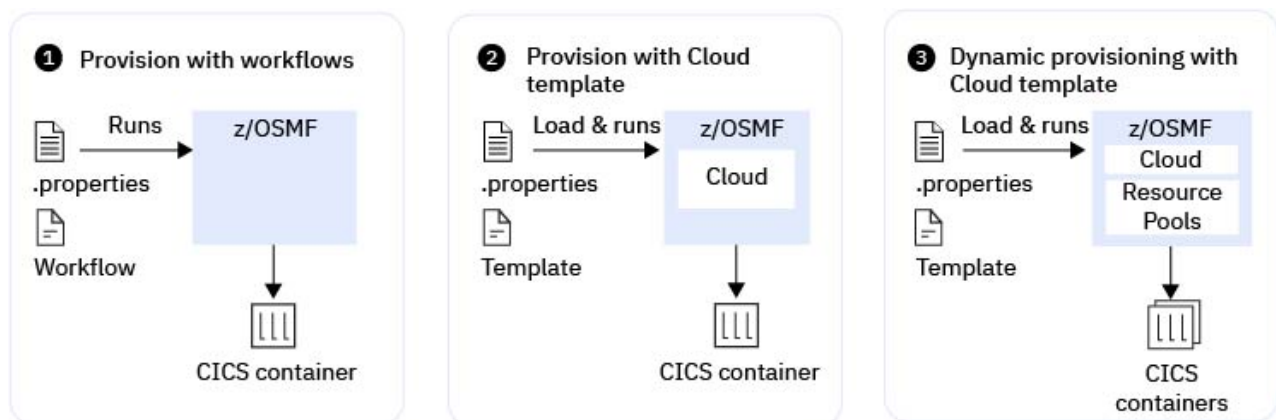 1 Provision with workflows
Runs
z/OSMF
.properties
Workflow
CICS container
2 Provision with Cloud
template
Load & runs
z/OSMF
Cloud
.properties
Template
CICS container
3 Dynamic provisioning with
Cloud template
Load & runs
z/OSMF
Cloud
.properties
Resource
Pools
Template
CICS
containers